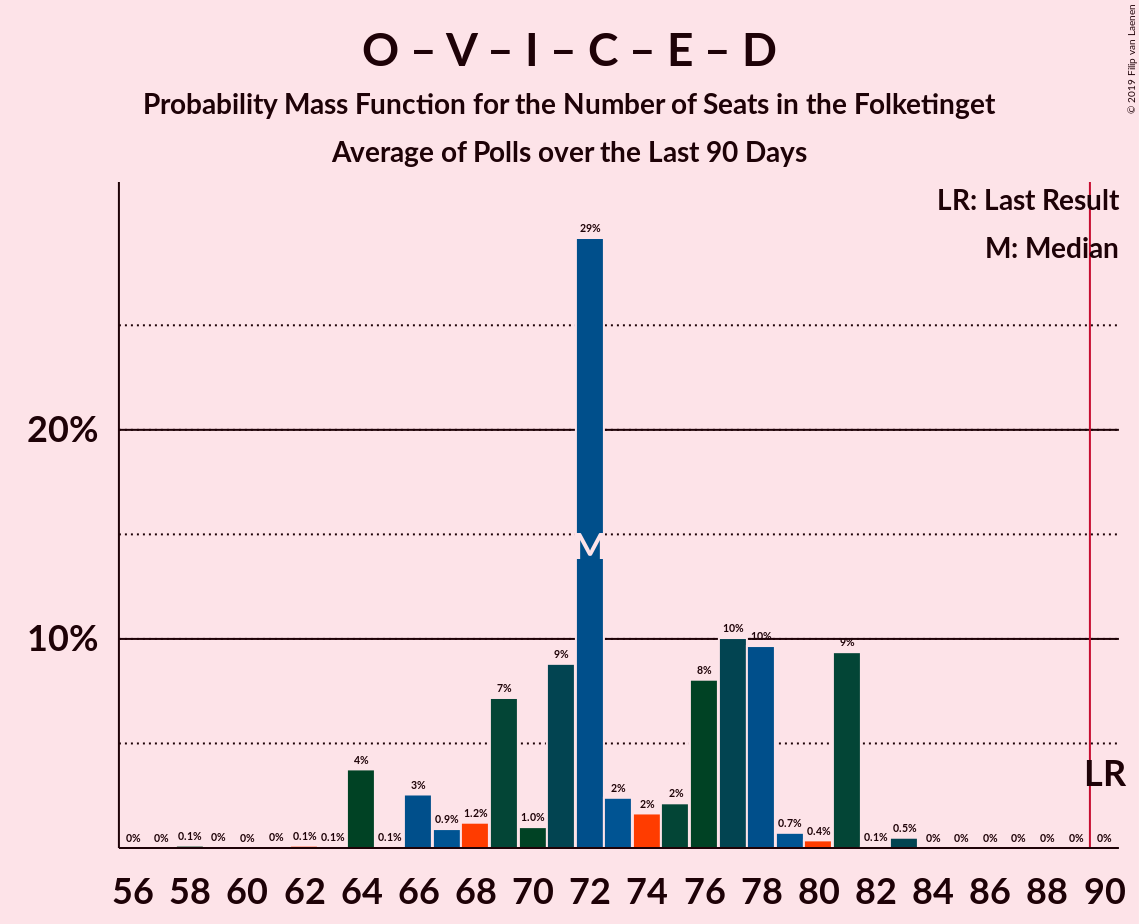 O – V – I – C – E – D
Probability Mass Function for the Number of Seats in the Folketinget
Average of Polls over the Last 90 Days
© 2019 Filip van Laenen
LR: Last Result
M: Median
29%
20%
M
10%
10% 10% 9%
9% 8%
7%
LR
4%
3% 2% 2% 2%
0% 0% 0.1% 0% 0% 0% 0.1% 0.1% 0.1% 0.9% 1.2% 1.0% 0.7% 0.4% 0.1% 0.5% 0% 0% 0% 0% 0% 0% 0%
56 58 60 62 64 66 68 70 72 74 76 78 80 82 84 86 88 90